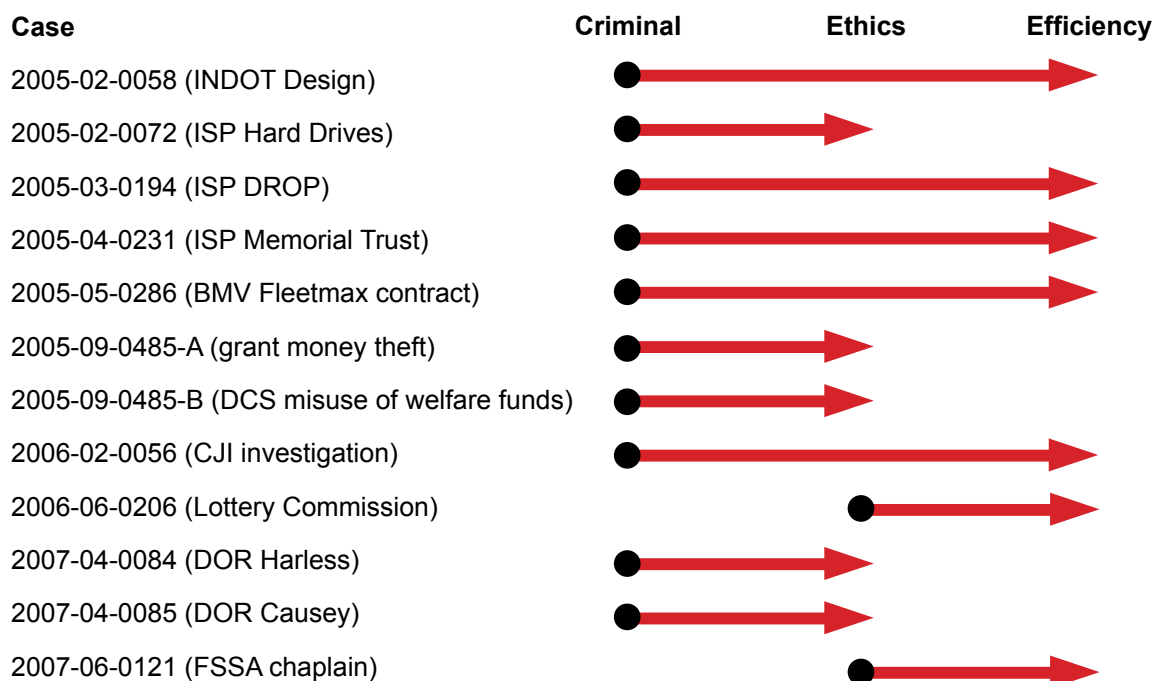 Case Criminal Ethics Efficiency
2005-02-0058 (INDOT Design)
2005-02-0072 (ISP Hard Drives)
2005-03-0194 (ISP DROP)
2005-04-0231 (ISP Memorial Trust)
2005-05-0286 (BMV Fleetmax contract)
2005-09-0485-A (grant money theft)
2005-09-0485-B (DCS misuse of welfare funds)
2006-02-0056 (CJI investigation)
2006-06-0206 (Lottery Commission)
2007-04-0084 (DOR Harless)
2007-04-0085 (DOR Causey)
2007-06-0121 (FSSA chaplain)